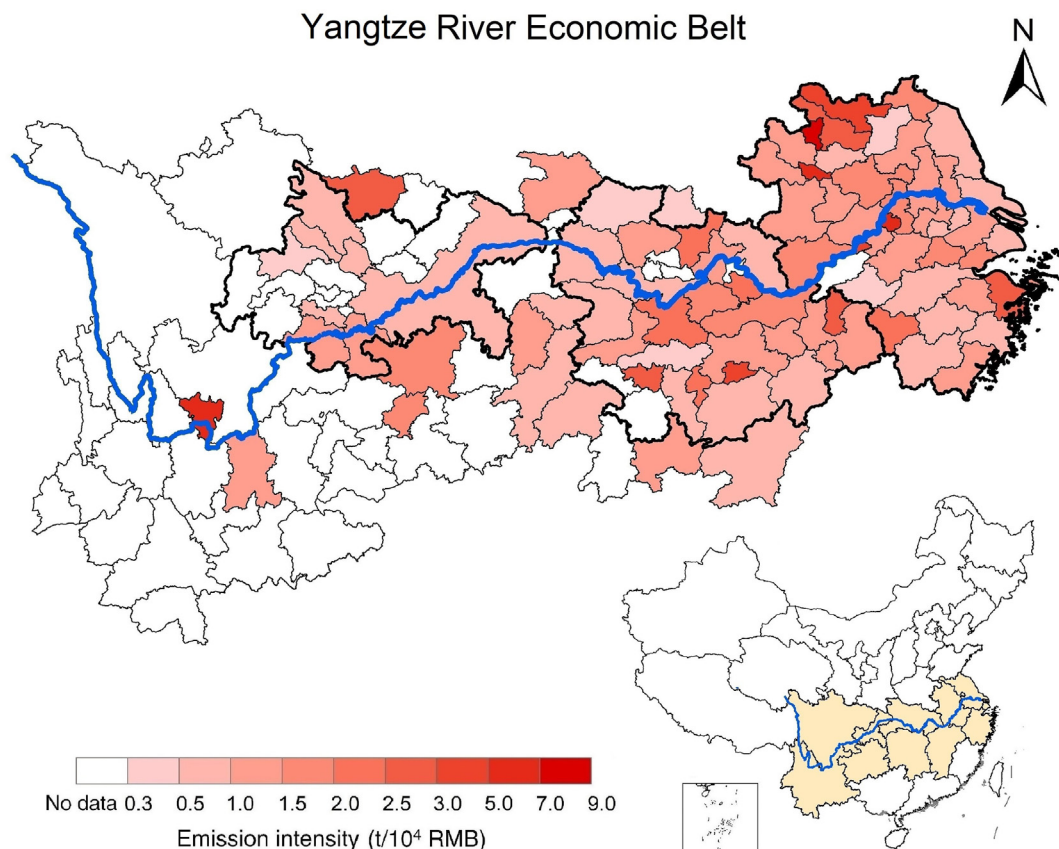 Yangtze River Economic Belt
N
No data 0.3 0.5 1.0 1.5 2.0 2.5 3.0 5.0 7.0 9.0
Emission intensity (t/10⁴ RMB)